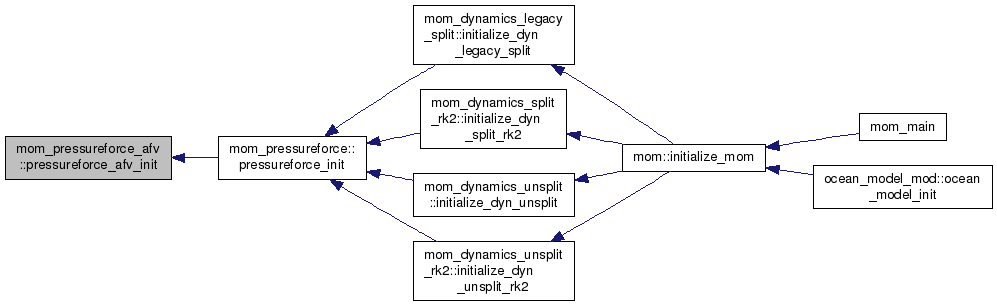 mom_pressureforce_afv
::pressureforce_afv_init
mom_pressureforce::
pressureforce_init
mom_dynamics_legacy
_split::initialize_dyn
_legacy_split
mom_dynamics_split
_rk2::initialize_dyn
_split_rk2
mom_dynamics_unsplit
::initialize_dyn_unsplit
mom_dynamics_unsplit
_rk2::initialize_dyn
_unsplit_rk2
mom::initialize_mom
mom_main
ocean_model_mod::ocean
_model_init